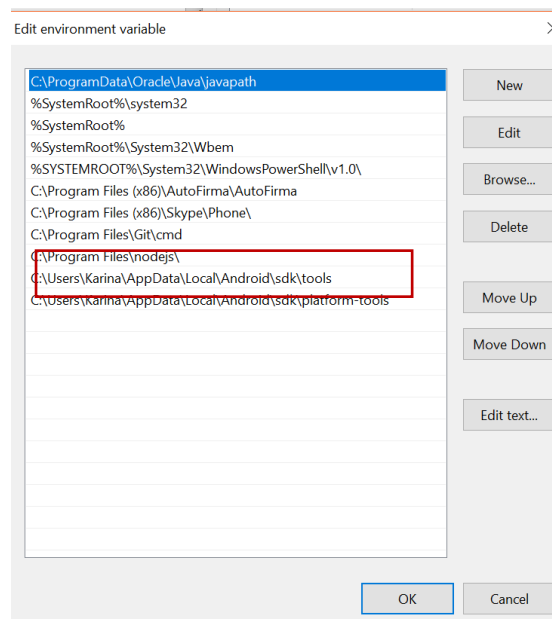 Edit environment variable
C:\ProgramData\Oracle\Java\javapath
%SystemRoot%\system32
%SystemRoot%
%SystemRoot%\System32\Wbem
%SYSTEMROOT%\System32\WindowsPowerShell\v1.0\
C:\Program Files (x86)\AutoFirma\AutoFirma
C:\Program Files (x86)\Skype\Phone\
C:\Program Files\Git\cmd
C:\Program Files\nodejs\
C:\Users\Karina\AppData\Local\Android\sdk\tools
C:\Users\Karina\AppData\Local\Android\sdk\platform-tools
New
Edit
Browse...
Delete
Move Up
Move Down
Edit text...
OK
Cancel